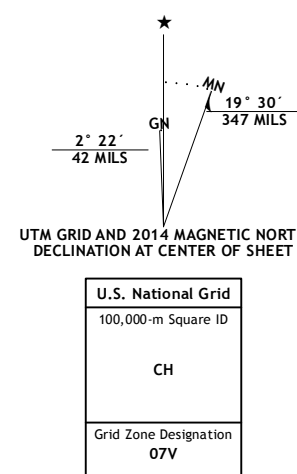 ★
MN
GN
19° 30´
347 MILS
2° 22´
42 MILS
UTM GRID AND 2014 MAGNETIC NORT
DECLINATION AT CENTER OF SHEET
U.S. National Grid
100,000-m Square ID
CH
Grid Zone Designation
07V